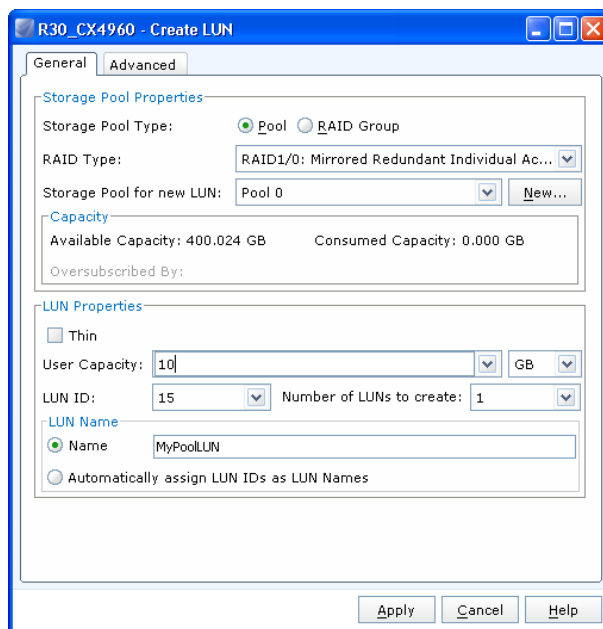 R30_CX4960 - Create LUN
General Advanced
Storage Pool Properties
Storage Pool Type: Pool RAID Group
RAID Type: RAID1/0: Mirrored Redundant Individual Ac...
Storage Pool for new LUN: Pool 0 New...
Capacity
Available Capacity: 400.024 GB Consumed Capacity: 0.000 GB
Oversubscribed By:
LUN Properties
Thin
User Capacity: 10 GB
LUN ID: 15 Number of LUNs to create: 1
LUN Name
Name MyPoolLUN
Automatically assign LUN IDs as LUN Names
Apply Cancel Help